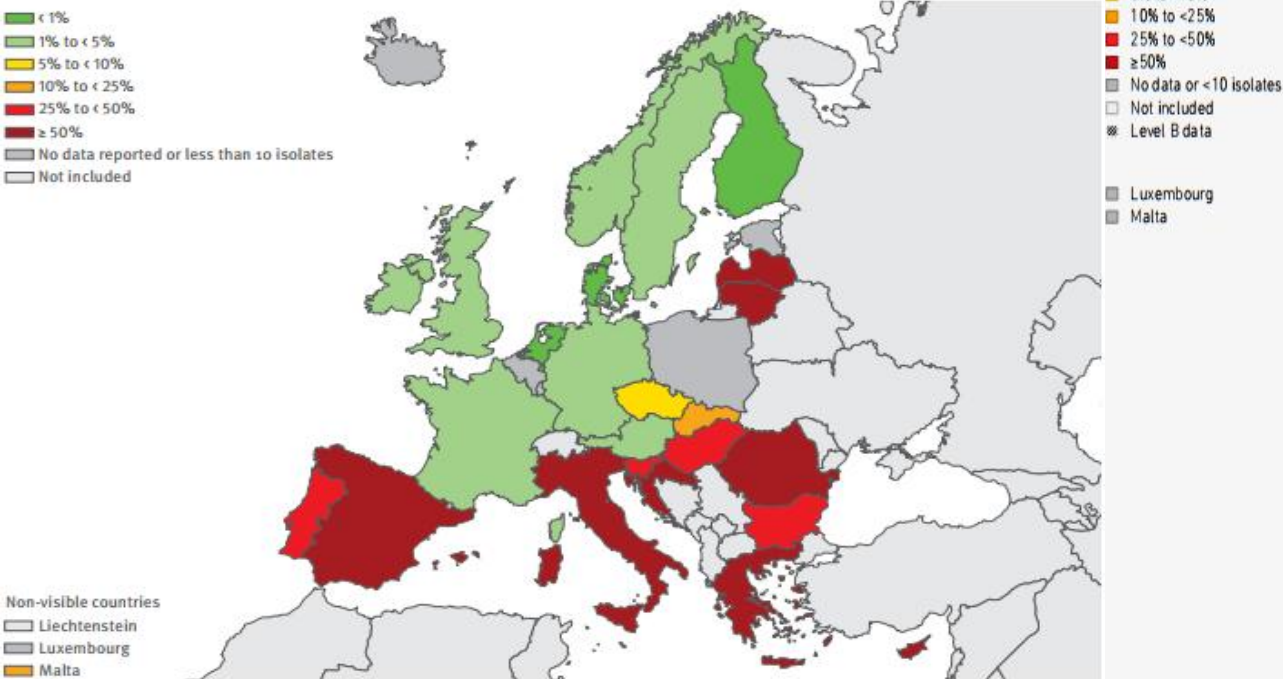 < 1%
1% to < 5%
5% to < 10%
10% to < 25%
25% to < 50%
≥ 50%
No data reported or less than 10 isolates
Not included
Non-visible countries
Liechtenstein
Luxembourg
Malta
10% to <25%
25% to <50%
≥50%
No data or <10 isolates
Not included
Level B data
Luxembourg
Malta